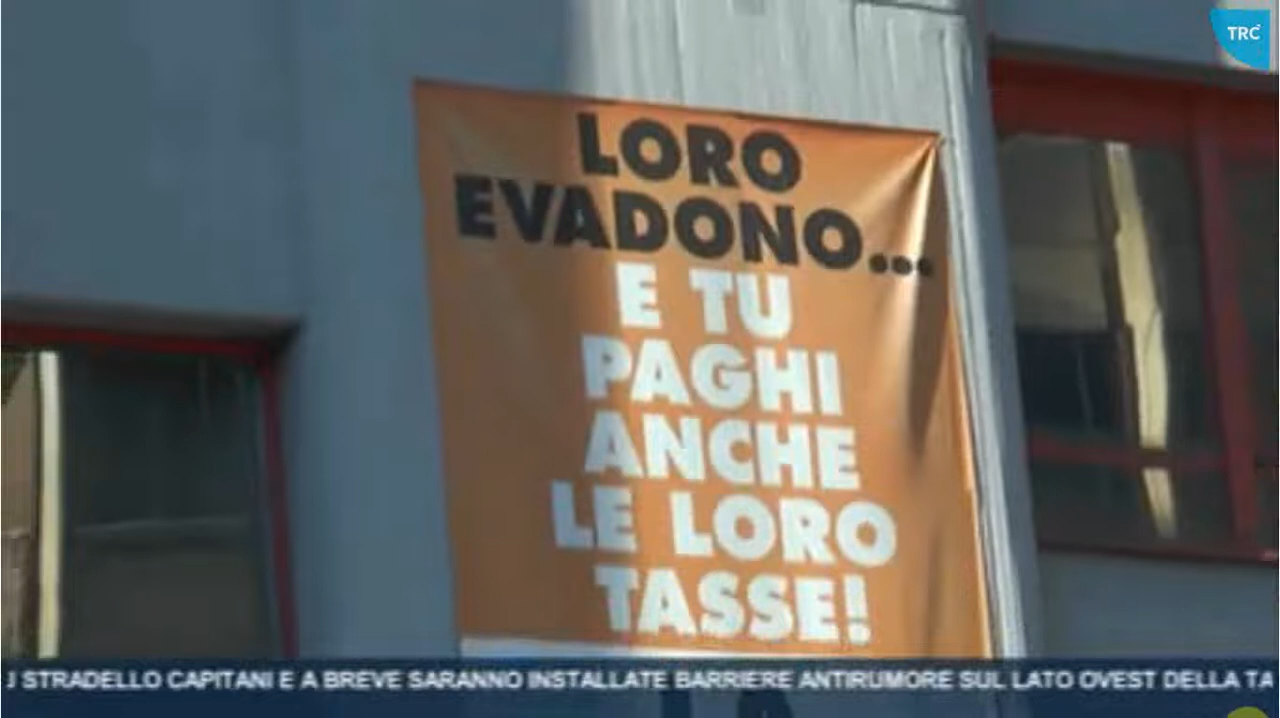 TRC
LORO
EVADONO...
E TU
PAGHI
ANCHE
LE LORO
TASSE!
STRADELLO CAPITANI E A BREVE SARANNO INSTALLATE BARRIERE ANTIRUMORE SUL LATO OVEST DELLA TA